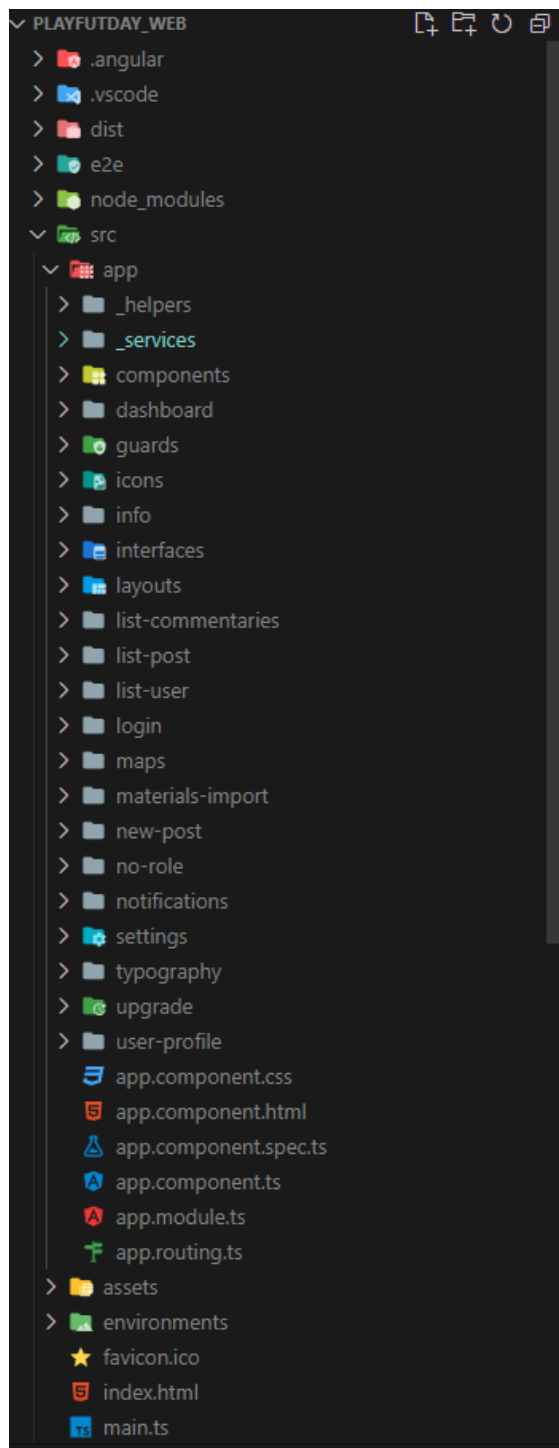 PLAYFUTDAY_WEB
.angular
.vscode
dist
e2e
node_modules
src
app
_helpers
_services
components
dashboard
guards
icons
info
interfaces
layouts
list-commentaries
list-post
list-user
login
maps
materials-import
new-post
no-role
notifications
settings
typography
upgrade
user-profile
app.component.css
app.component.html
app.component.spec.ts
app.component.ts
app.module.ts
app.routing.ts
assets
environments
favicon.ico
index.html
TS main.ts